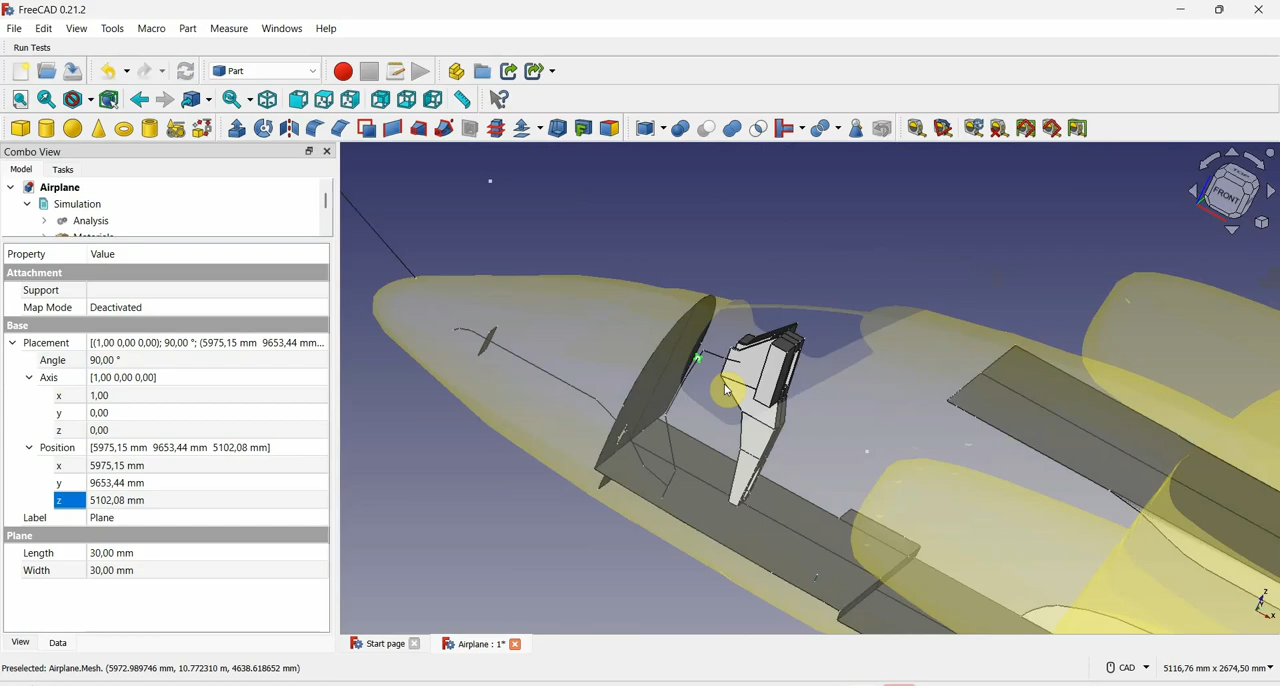 FreeCAD 0.21.2
File Edit View Tools Macro Part Measure Windows Help
Run Tests
Part
Combo View
Model Tasks
Airplane
Simulation
Analysis
Property Value
Attachment
Support
Map Mode Deactivated
Base
Placement [(1,00 0,00 0,00); 90,00 °; (5975,15 mm 9653,44 mm...
Angle 90,00 °
Axis [1,00 0,00 0,00]
x 1,00
y 0,00
z 0,00
Position [5975,15 mm 9653,44 mm 5102,08 mm]
x 5975,15 mm
y 9653,44 mm
z 5102,08 mm
Label Plane
Plane
Length 30,00 mm
Width 30,00 mm
View Data
FRONT
z
x
Start page Airplane : 1*
Preselected: Airplane.Mesh. (5972.989746 mm, 10.772310 m, 4638.618652 mm)
CAD 5116,76 mm x 2674,50 mm